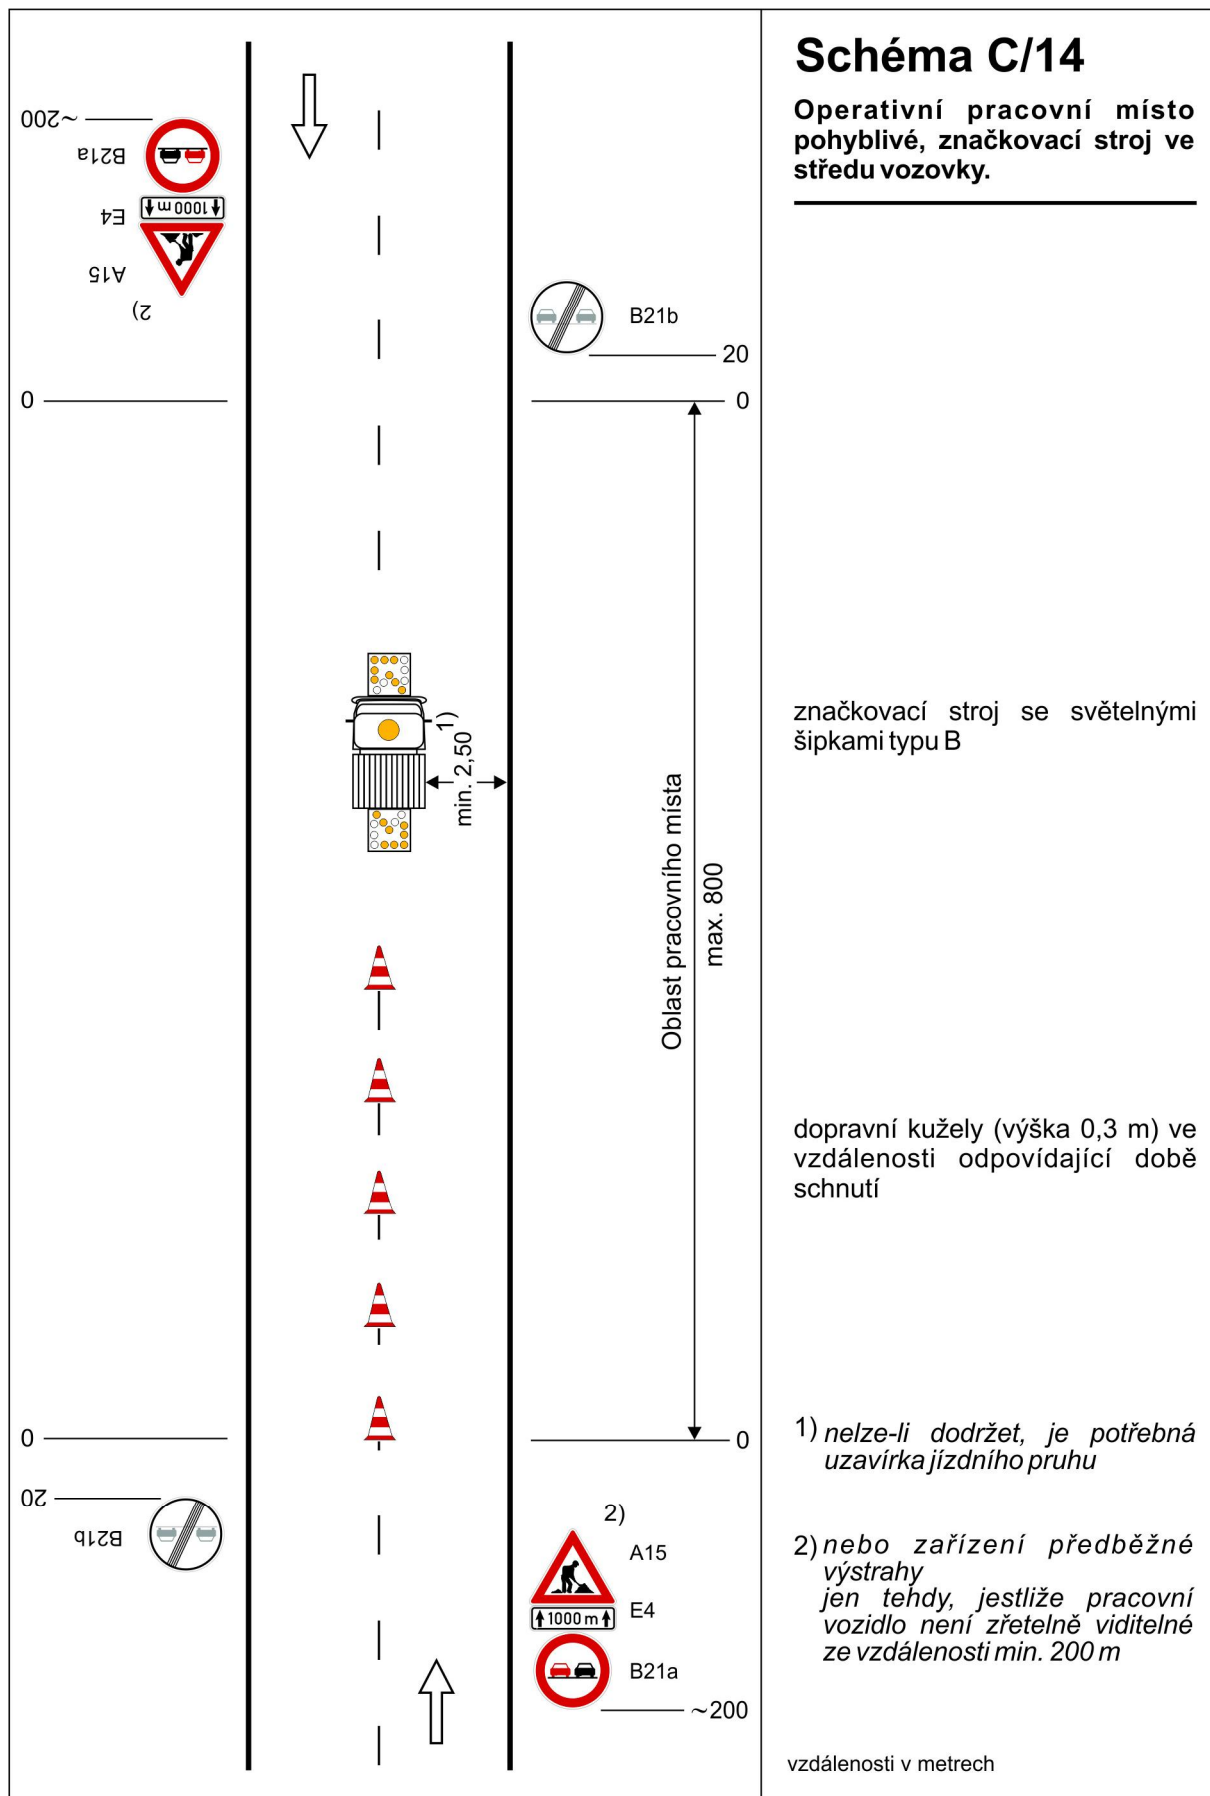 Schéma C/14
Operativní pracovní místo
pohyblivé, značkovací stroj ve
středu vozovky.
~200
B21a
1000 m
E4
A15
2)
B21b
20
0
0
1)
min. 2,50
Oblast pracovního místa
max. 800
značkovací stroj se světelnými
šipkami typu B
dopravní kužely (výška 0,3 m) ve
vzdálenosti odpovídající době
schnutí
0
0
20
B21b
2)
A15
1000 m
E4
B21a
~200
1) nelze-li dodržet, je potřebná
uzavírka jízdního pruhu
2) nebo zařízení předběžné
výstrahy
jen tehdy, jestliže pracovní
vozidlo není zřetelně viditelné
ze vzdálenosti min. 200 m
vzdálenosti v metrech